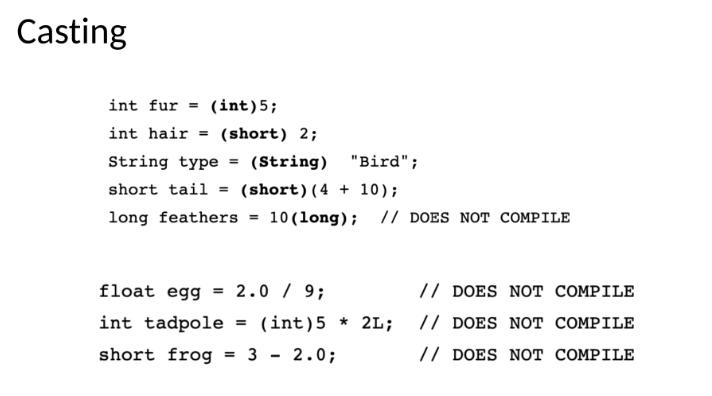 Casting
int fur = (int)5;
int hair = (short) 2;
String type = (String)  "Bird";
short tail = (short)(4 + 10);
long feathers = 10(long);  // DOES NOT COMPILE
float egg = 2.0 / 9;  // DOES NOT COMPILE
int tadpole = (int)5 * 2L;  // DOES NOT COMPILE
short frog = 3 – 2.0;  // DOES NOT COMPILE